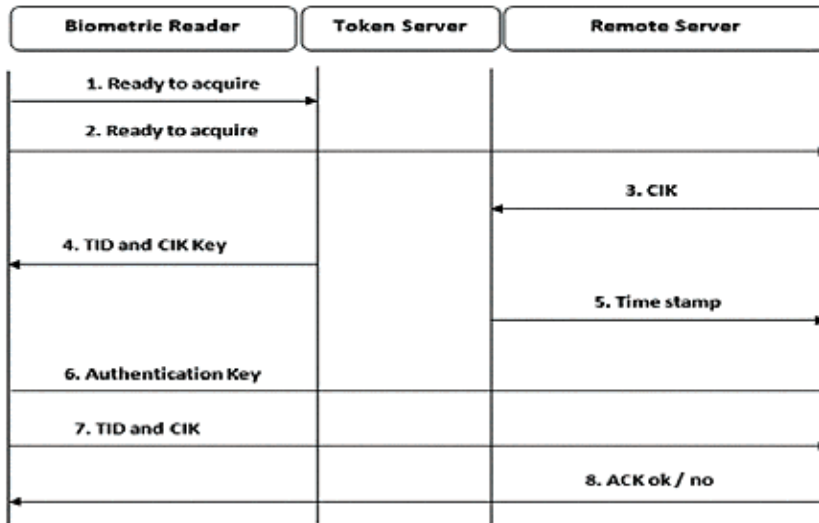 Biometric Reader
Token Server
Remote Server
1. Ready to acquire
2. Ready to acquire
3. CIK
4. TID and CIK Key
5. Time stamp
6. Authentication Key
7. TID and CIK
8. ACK ok / no